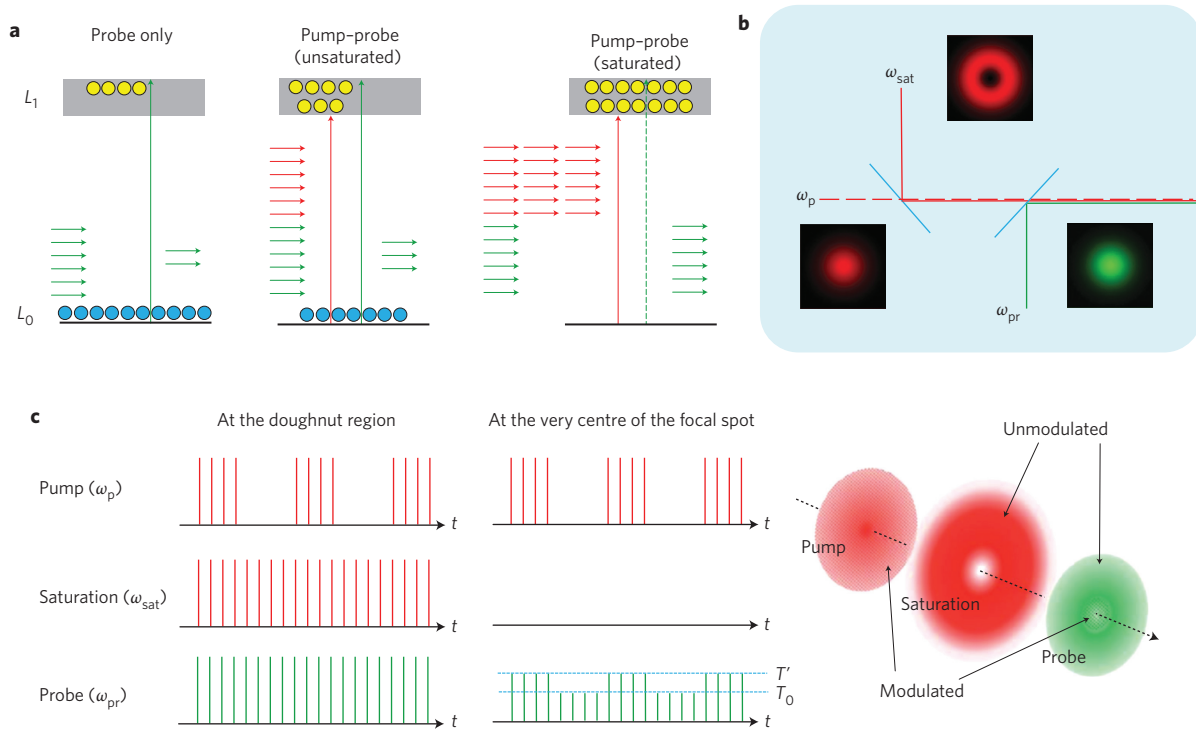 a
Probe only
Pump–probe
(unsaturated)
Pump–probe
(saturated)
L1
L0
b
ωsat
ωp
ωpr
c
At the doughnut region
At the very centre of the focal spot
Pump (ωp)
t
t
Saturation (ωsat)
t
t
Probe (ωpr)
t
T′
T0
t
Unmodulated
Pump
Saturation
Probe
Modulated